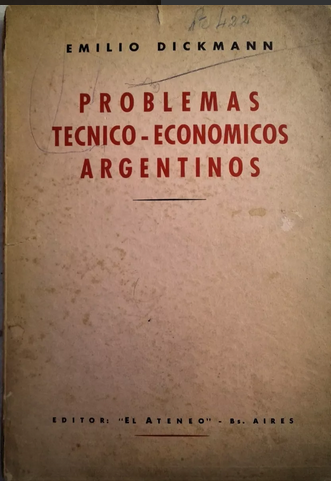 EMILIO DICKMANN
PROBLEMAS
TECNICO-ECONOMICOS
ARGENTINOS
EDITOR: "EL ATENEO" - Bs. AIRES